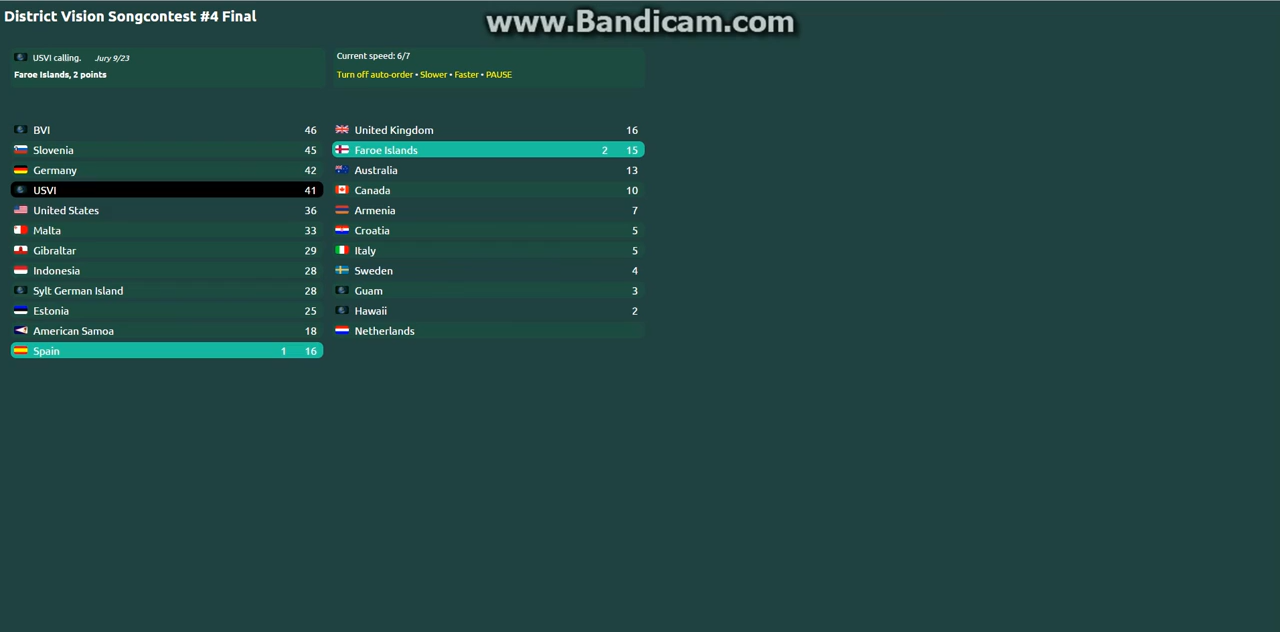 District Vision Songcontest #4 Final
www.Bandicam.com
USVI calling. Jury 9/23
Faroe Islands, 2 points
Current speed: 6/7
Turn off auto-order • Slower • Faster • PAUSE
BVI 46
Slovenia 45
Germany 42
USVI 41
United States 36
Malta 33
Gibraltar 29
Indonesia 28
Sylt German Island 28
Estonia 25
American Samoa 18
Spain 1 16
United Kingdom 16
Faroe Islands 2 15
Australia 13
Canada 10
Armenia 7
Croatia 5
Italy 5
Sweden 4
Guam 3
Hawaii 2
Netherlands